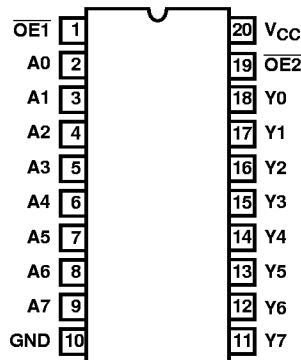 OE1 1 20 VCC
A0 2 19 OE2
A1 3 18 Y0
A2 4 17 Y1
A3 5 16 Y2
A4 6 15 Y3
A5 7 14 Y4
A6 8 13 Y5
A7 9 12 Y6
GND 10 11 Y7